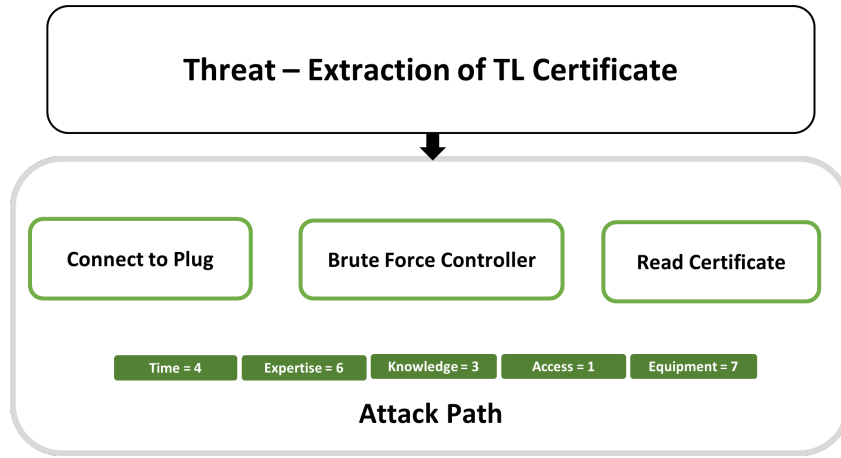 Threat – Extraction of TL Certificate
Connect to Plug
Brute Force Controller
Read Certificate
Time = 4
Expertise = 6
Knowledge = 3
Access = 1
Equipment = 7
Attack Path